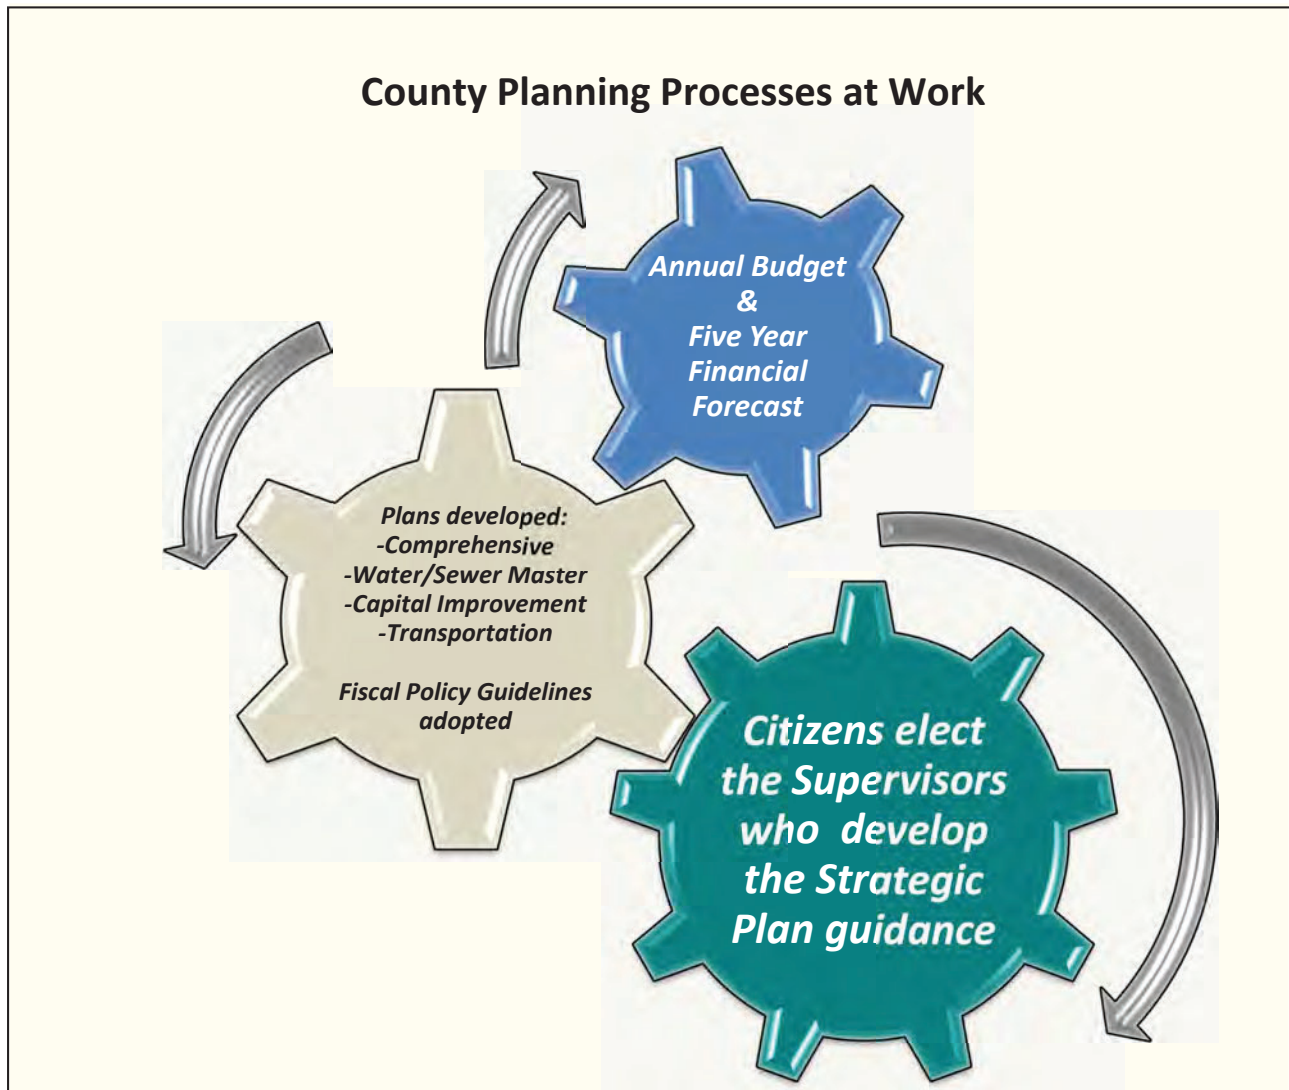 County Planning Processes at Work
Annual Budget
&
Five Year
Financial
Forecast
Plans developed:
-Comprehensive
-Water/Sewer Master
-Capital Improvement
-Transportation
Fiscal Policy Guidelines
adopted
Citizens elect
the Supervisors
who develop
the Strategic
Plan guidance